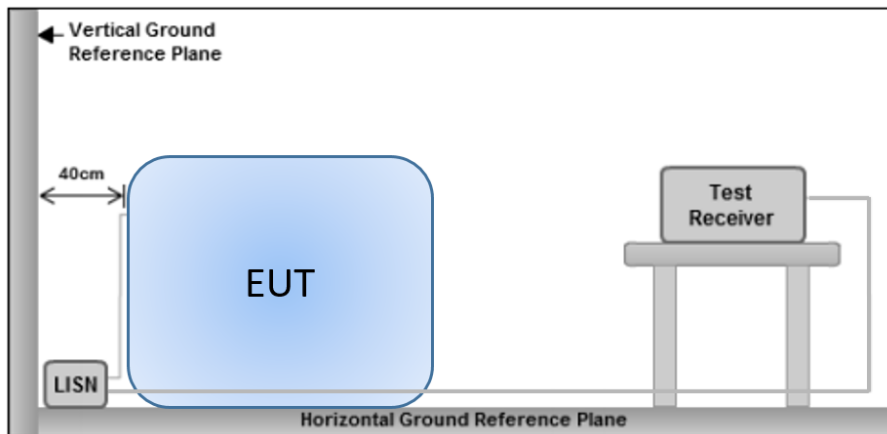 Vertical Ground
Reference Plane
40cm
Test
Receiver
EUT
LISN
Horizontal Ground Reference Plane